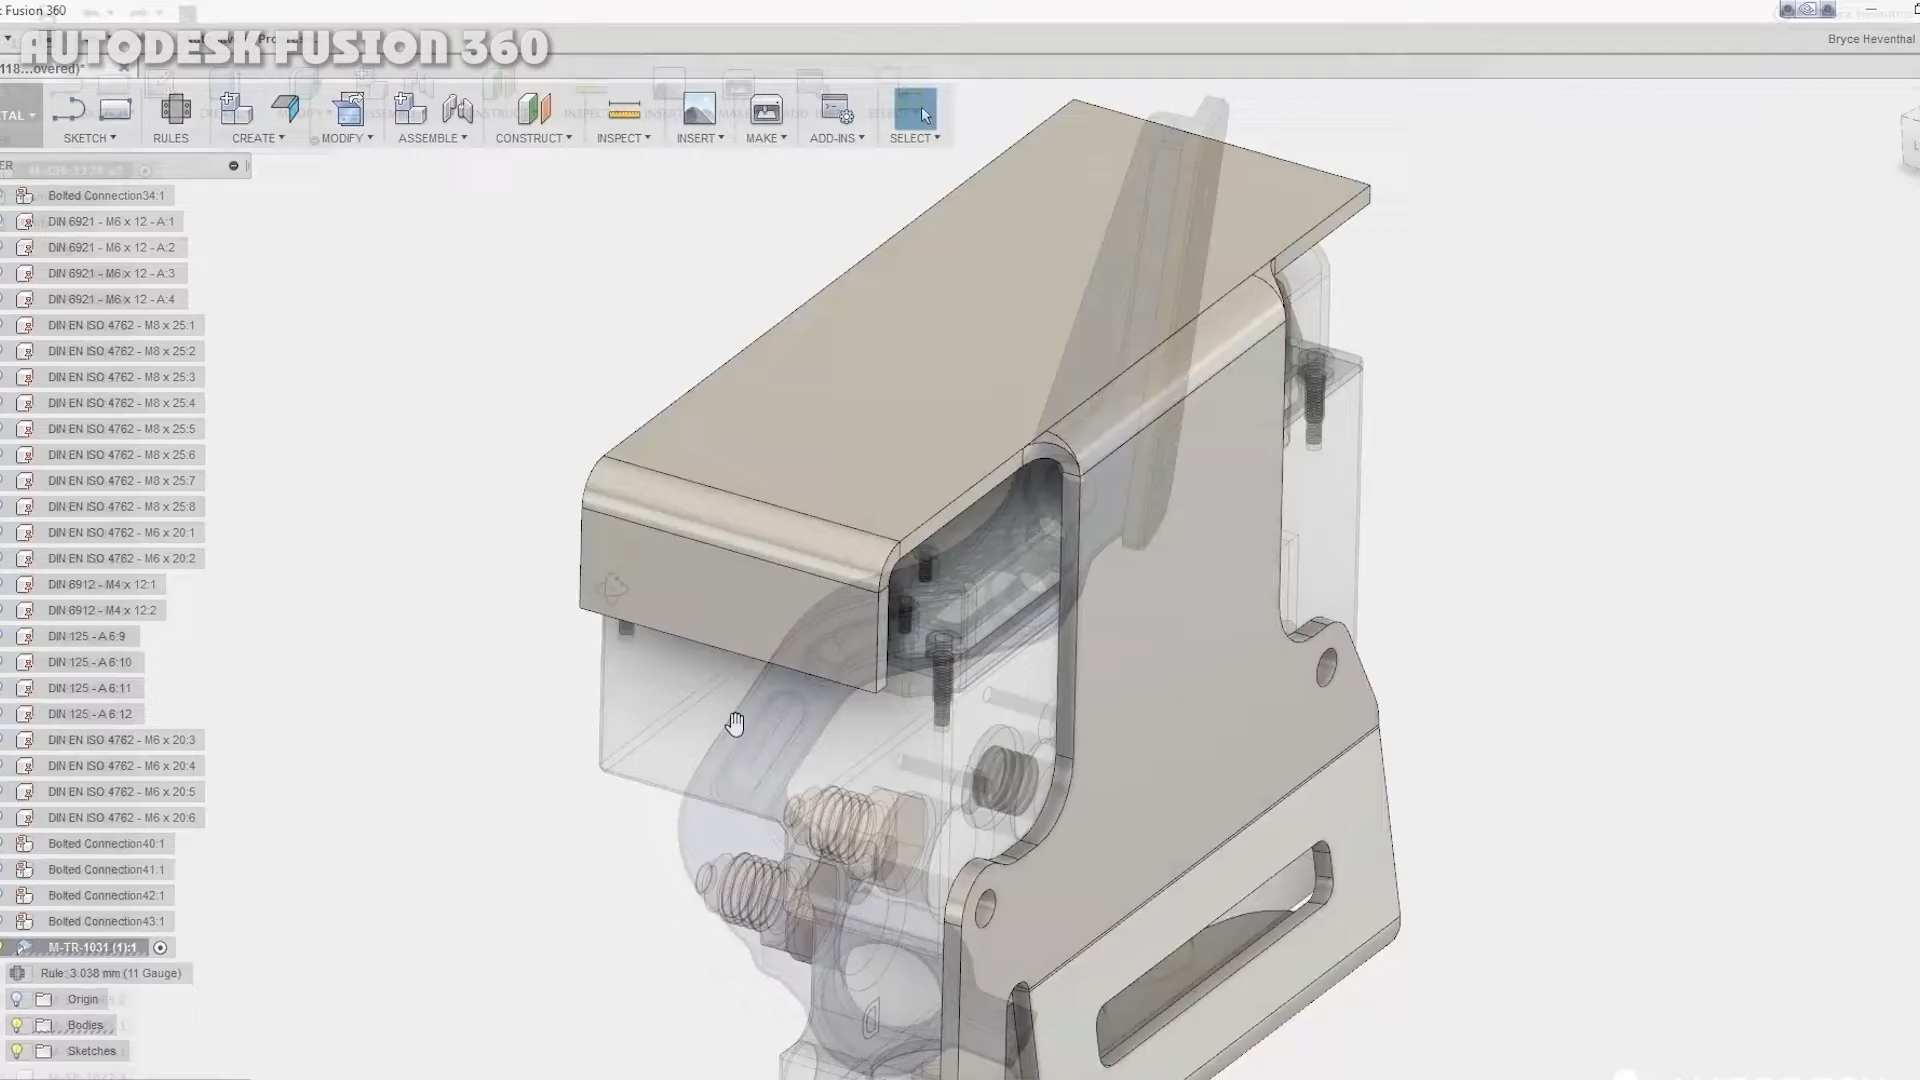 t Fusion 360
AUTODESK FUSION 360
Bryce Heventhal
118...overed)*
TAL
SKETCH
RULES
CREATE
MODIFY
ASSEMBLE
CONSTRUCT
INSPECT
INSERT
MAKE
ADD-INS
SELECT
ER
Bolted Connection34:1
DIN 6921 - M6 x 12 - A:1
DIN 6921 - M6 x 12 - A:2
DIN 6921 - M6 x 12 - A:3
DIN 6921 - M6 x 12 - A:4
DIN EN ISO 4762 - M8 x 25:1
DIN EN ISO 4762 - M8 x 25:2
DIN EN ISO 4762 - M8 x 25:3
DIN EN ISO 4762 - M8 x 25:4
DIN EN ISO 4762 - M8 x 25:5
DIN EN ISO 4762 - M8 x 25:6
DIN EN ISO 4762 - M8 x 25:7
DIN EN ISO 4762 - M8 x 25:8
DIN EN ISO 4762 - M6 x 20:1
DIN EN ISO 4762 - M6 x 20:2
DIN 6912 - M4 x 12:1
DIN 6912 - M4 x 12:2
DIN 125 - A 6:9
DIN 125 - A 6:10
DIN 125 - A 6:11
DIN 125 - A 6:12
DIN EN ISO 4762 - M6 x 20:3
DIN EN ISO 4762 - M6 x 20:4
DIN EN ISO 4762 - M6 x 20:5
DIN EN ISO 4762 - M6 x 20:6
Bolted Connection40:1
Bolted Connection41:1
Bolted Connection42:1
Bolted Connection43:1
M-TR-1031 (1):1
Rule: 3.038 mm (11 Gauge)
Origin
Bodies
Sketches